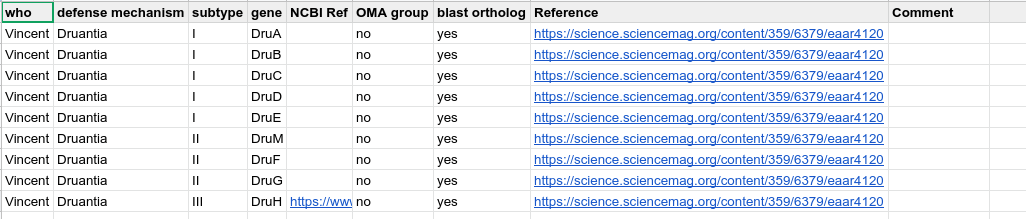 who defense mechanism subtype gene NCBI Ref OMA group blast ortholog Reference Comment
Vincent Druantia I DruA no yes https://science.sciencemag.org/content/359/6379/eaar4120
Vincent Druantia I DruB no yes https://science.sciencemag.org/content/359/6379/eaar4120
Vincent Druantia I DruC no yes https://science.sciencemag.org/content/359/6379/eaar4120
Vincent Druantia I DruD no yes https://science.sciencemag.org/content/359/6379/eaar4120
Vincent Druantia I DruE no yes https://science.sciencemag.org/content/359/6379/eaar4120
Vincent Druantia II DruM no yes https://science.sciencemag.org/content/359/6379/eaar4120
Vincent Druantia II DruF no yes https://science.sciencemag.org/content/359/6379/eaar4120
Vincent Druantia II DruG no yes https://science.sciencemag.org/content/359/6379/eaar4120
Vincent Druantia III DruH https://www no yes https://science.sciencemag.org/content/359/6379/eaar4120